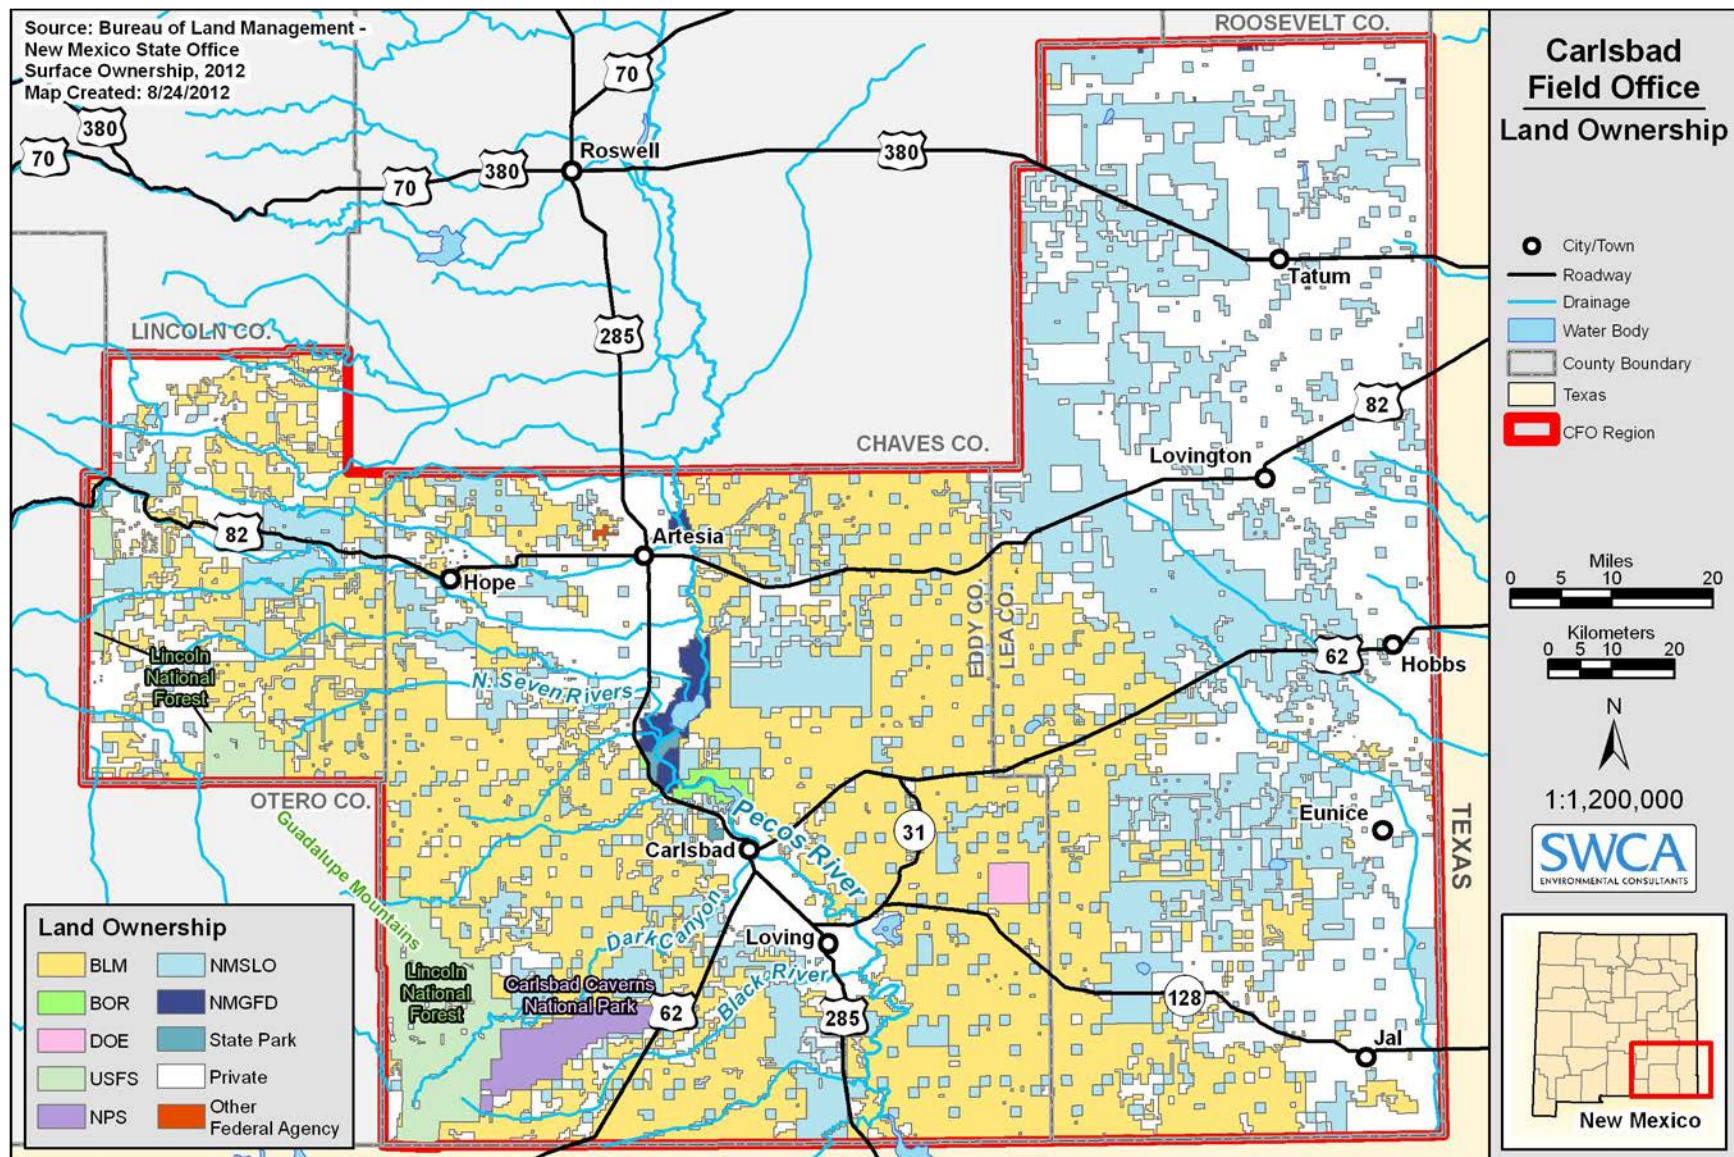 Source: Bureau of Land Management -
New Mexico State Office
Surface Ownership, 2012
Map Created: 8/24/2012
ROOSEVELT CO.
70
380
70
Roswell
380
380
70
285
Tatum
LINCOLN CO.
82
CHAVES CO.
Lovington
82
Artesia
Hope
EDDY CO.
LEA CO.
62
Hobbs
Lincoln
National
Forest
N. Seven Rivers
OTERO CO.
Guadalupe Mountains
Pecos River
31
Eunice
TEXAS
Carlsbad
Dark Canyon
Loving
Black River
Lincoln
National
Forest
Carlsbad Caverns
National Park
62
285
128
Jal
Land Ownership
BLM
NMSLO
BOR
NMGFD
DOE
State Park
USFS
Private
NPS
Other
Federal Agency
Carlsbad
Field Office
Land Ownership
City/Town
Roadway
Drainage
Water Body
County Boundary
Texas
CFO Region
Miles
0 5 10 20
Kilometers
0 5 10 20
N
1:1,200,000
SWCA
ENVIRONMENTAL CONSULTANTS
New Mexico